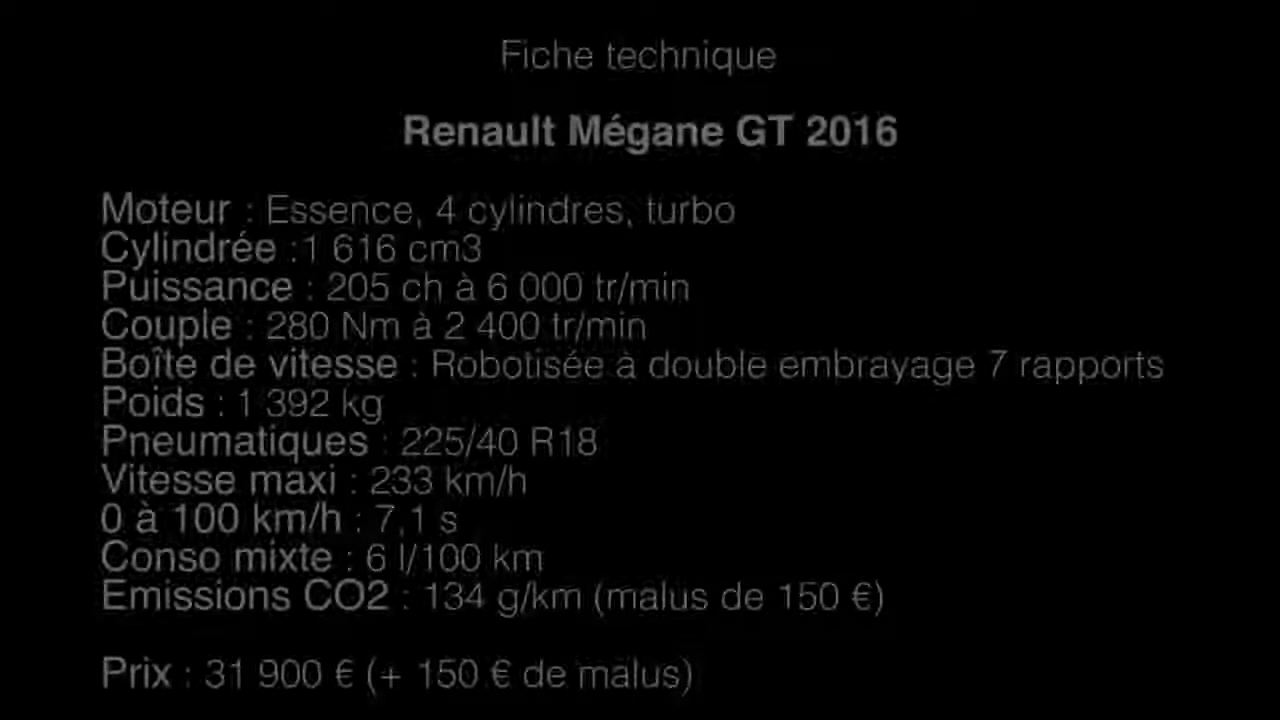 Fiche technique
Renault Mégane GT 2016
Moteur : Essence, 4 cylindres, turbo
Cylindrée :1 616 cm3
Puissance : 205 ch à 6 000 tr/min
Couple : 280 Nm à 2 400 tr/min
Boîte de vitesse : Robotisée à double embrayage 7 rapports
Poids : 1 392 kg
Pneumatiques : 225/40 R18
Vitesse maxi : 233 km/h
0 à 100 km/h : 7,1 s
Conso mixte : 6 l/100 km
Emissions CO2 : 134 g/km (malus de 150 €)
Prix : 31 900 € (+ 150 € de malus)